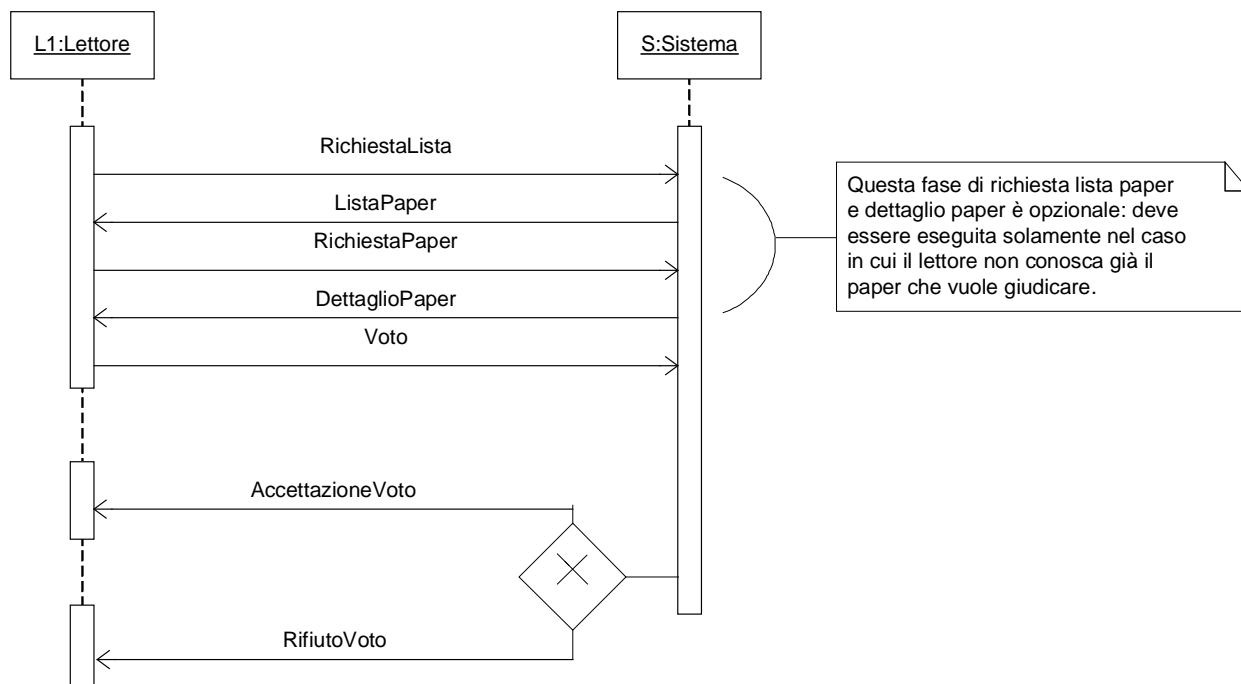 L1:Lettore
S:Sistema
RichiestaLista
ListaPaper
RichiestaPaper
DettaglioPaper
Voto
Questa fase di richiesta lista paper
e dettaglio paper è opzionale: deve
essere eseguita solamente nel caso
in cui il lettore non conosca già il
paper che vuole giudicare.
AccettazioneVoto
RifiutoVoto